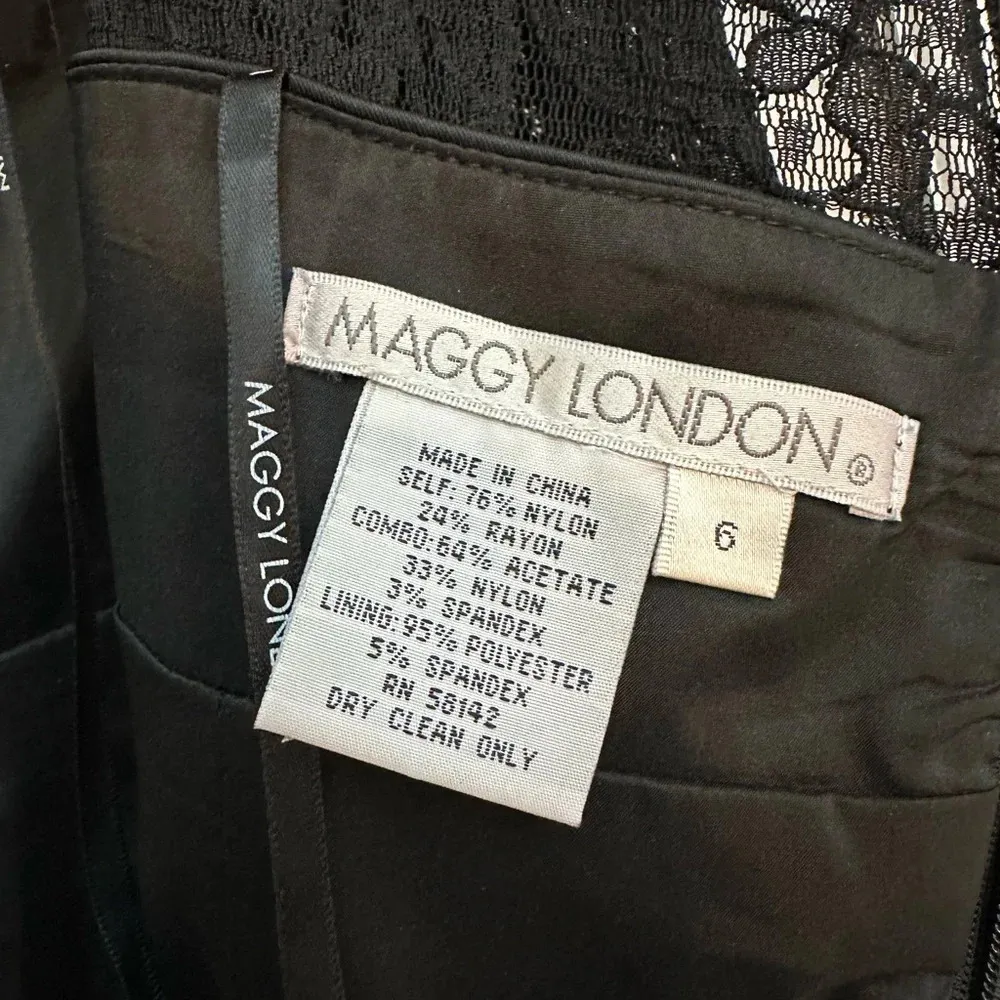 MAGGY LONDON®
6
MADE IN CHINA
SELF: 76% NYLON
24% RAYON
COMBO:64% ACETATE
33% NYLON
3% SPANDEX
LINING:95% POLYESTER
5% SPANDEX
RN 58142
DRY CLEAN ONLY
MAGGY LON